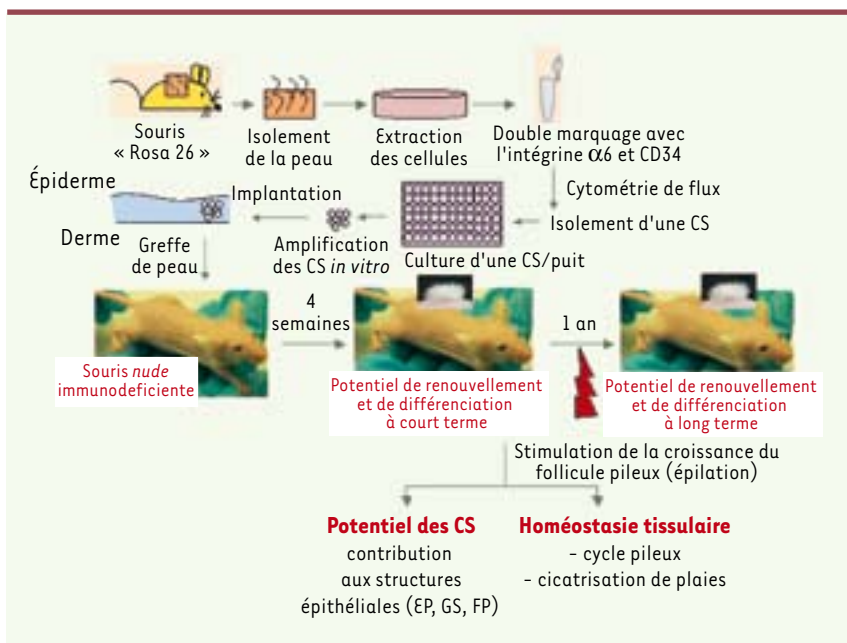 Souris
« Rosa 26 »
Isolement
de la peau
Extraction
des cellules
Double marquage avec
l'intégrine α6 et CD34
Cytométrie de flux
Isolement d'une CS
Culture d'une CS/puit
Amplification
des CS in vitro
Implantation
Épiderme
Derme
Greffe
de peau
Souris nude
immunodeficiente
4
semaines
Potentiel de renouvellement
et de différenciation
à court terme
1 an
Potentiel de renouvellement
et de différenciation
à long terme
Stimulation de la croissance du
follicule pileux (épilation)
Potentiel des CS
contribution
aux structures
épithéliales (EP, GS, FP)
Homéostasie tissulaire
- cycle pileux
- cicatrisation de plaies